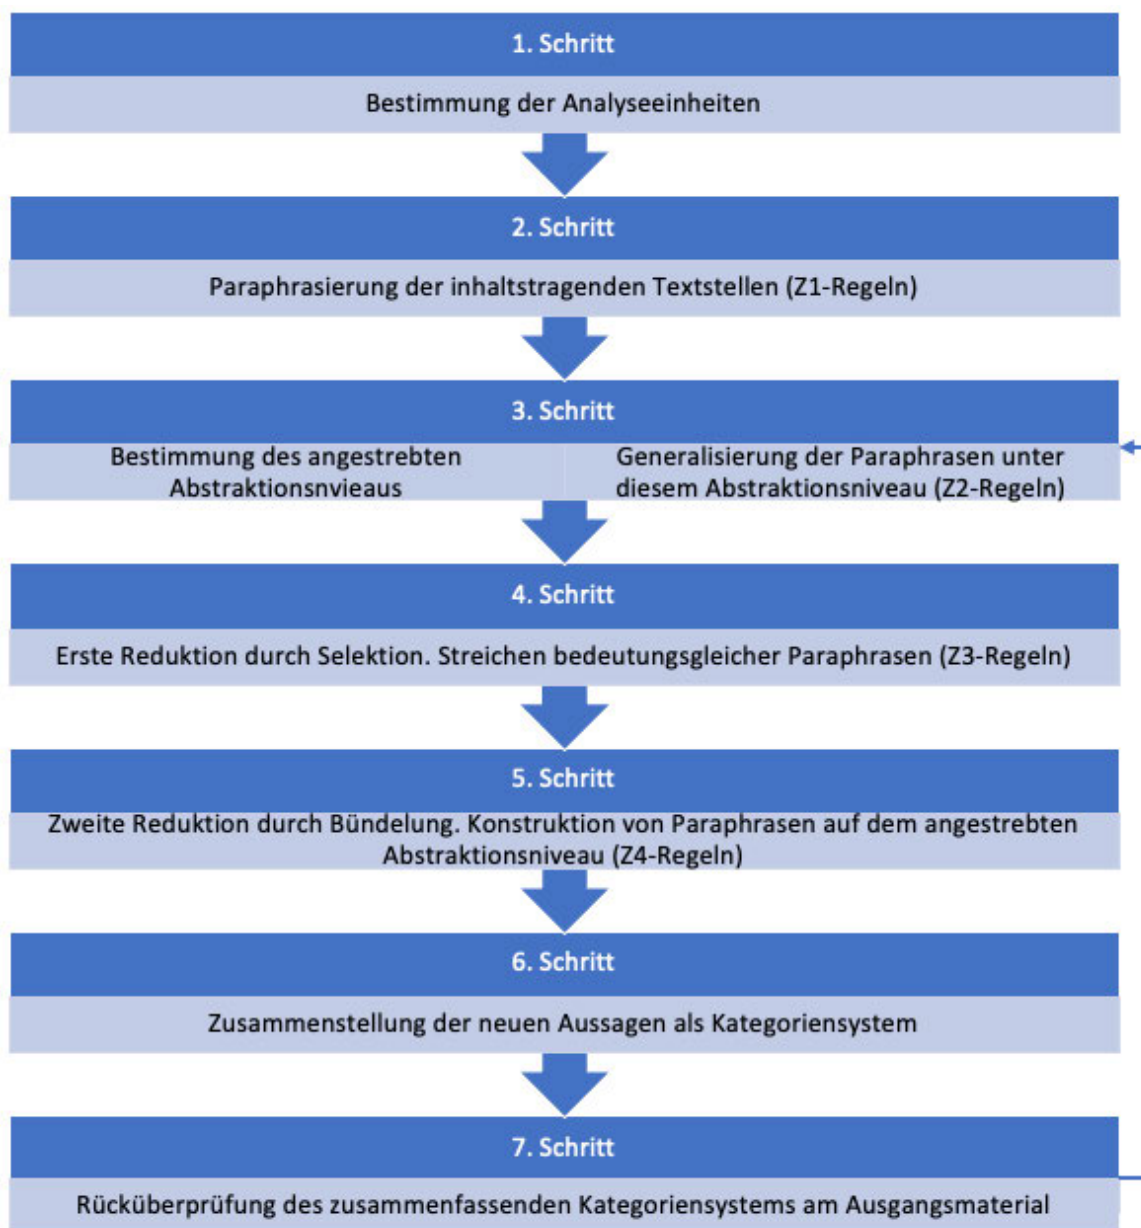 1. Schritt
Bestimmung der Analyseeinheiten
2. Schritt
Paraphrasierung der inhaltstragenden Textstellen (Z1-Regeln)
3. Schritt
Bestimmung des angestrebten
Abstraktionsnvieaus
Generalisierung der Paraphrasen unter
diesem Abstraktionsniveau (Z2-Regeln)
4. Schritt
Erste Reduktion durch Selektion. Streichen bedeutungsgleicher Paraphrasen (Z3-Regeln)
5. Schritt
Zweite Reduktion durch Bündelung. Konstruktion von Paraphrasen auf dem angestrebten
Abstraktionsniveau (Z4-Regeln)
6. Schritt
Zusammenstellung der neuen Aussagen als Kategoriensystem
7. Schritt
Rücküberprüfung des zusammenfassenden Kategoriensystems am Ausgangsmaterial